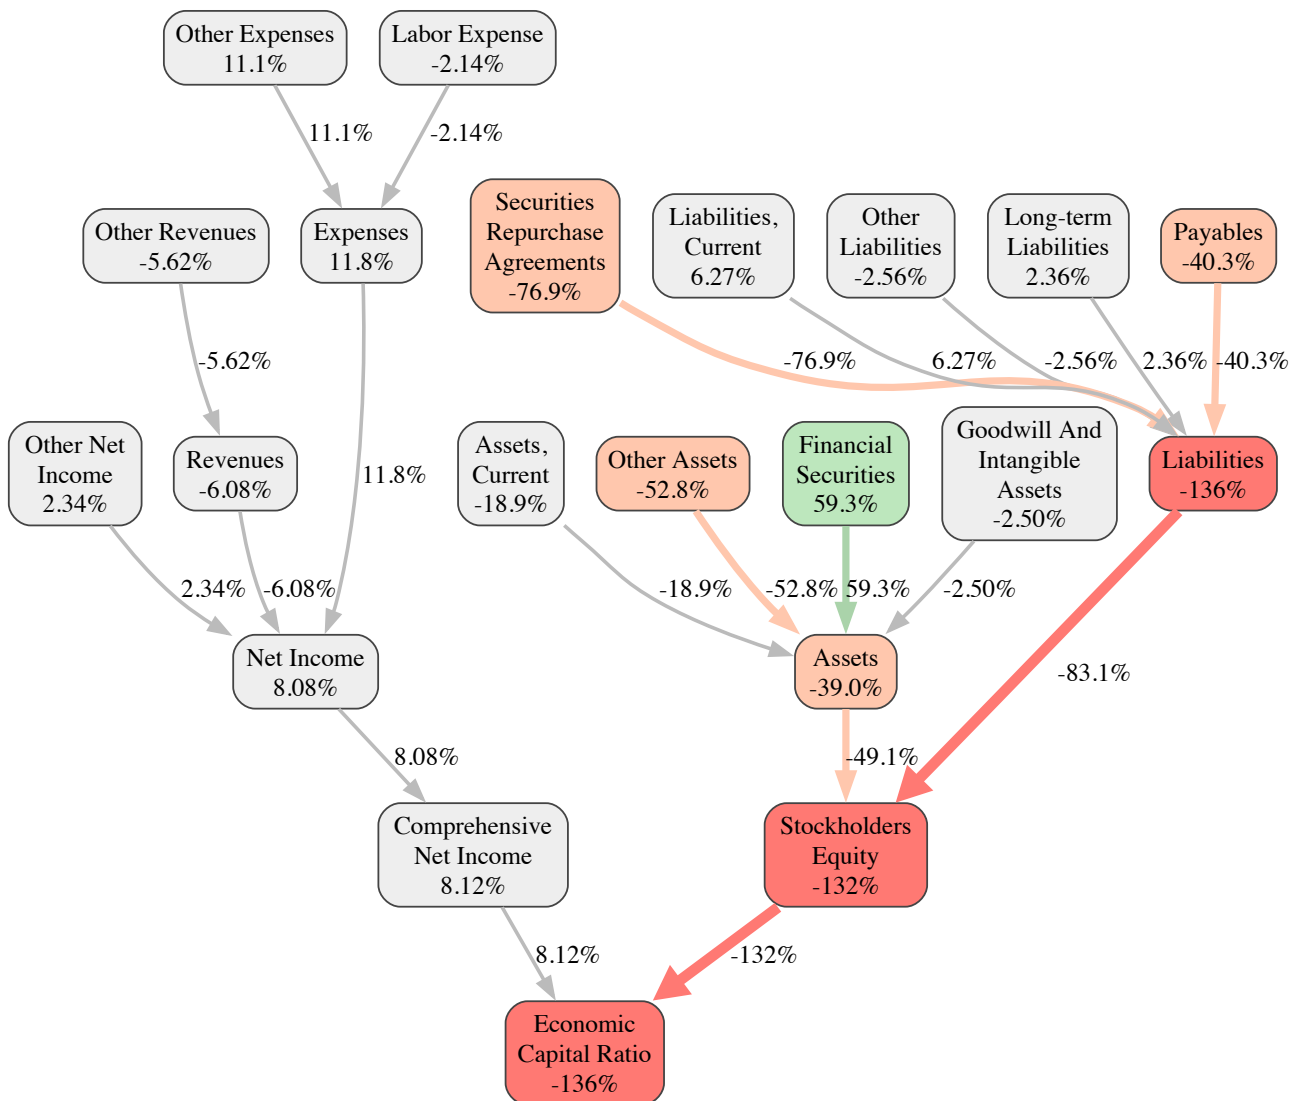 Other Expenses
11.1%
Labor Expense
-2.14%
11.1%
-2.14%
Other Revenues
-5.62%
Expenses
11.8%
Securities
Repurchase
Agreements
-76.9%
Liabilities,
Current
6.27%
Other
Liabilities
-2.56%
Long-term
Liabilities
2.36%
Payables
-40.3%
-5.62%
-76.9%
6.27%
-2.56%
2.36%
-40.3%
Other Net
Income
2.34%
Revenues
-6.08%
11.8%
Assets,
Current
-18.9%
Other Assets
-52.8%
Financial
Securities
59.3%
Goodwill And
Intangible
Assets
-2.50%
Liabilities
-136%
2.34%
-6.08%
-18.9%
-52.8%
59.3%
-2.50%
Net Income
8.08%
Assets
-39.0%
-83.1%
8.08%
-49.1%
Comprehensive
Net Income
8.12%
Stockholders
Equity
-132%
8.12%
-132%
Economic
Capital Ratio
-136%